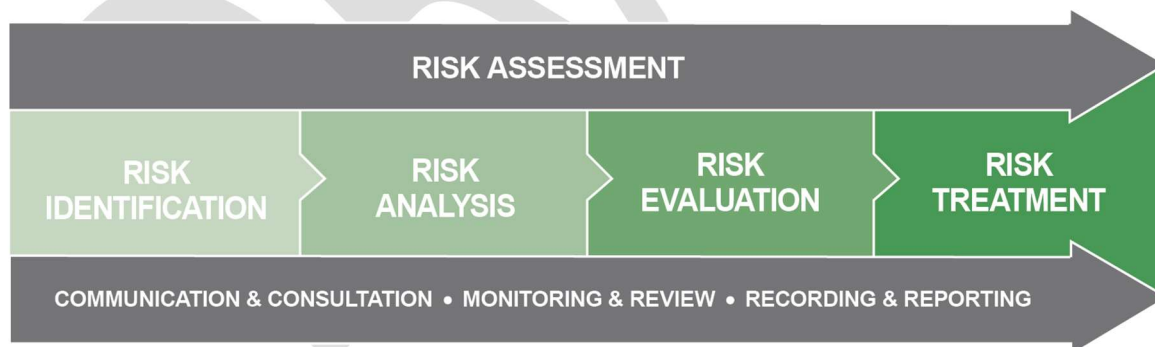 RISK ASSESSMENT
RISK
IDENTIFICATION
RISK
ANALYSIS
RISK
EVALUATION
RISK
TREATMENT
COMMUNICATION & CONSULTATION • MONITORING & REVIEW • RECORDING & REPORTING